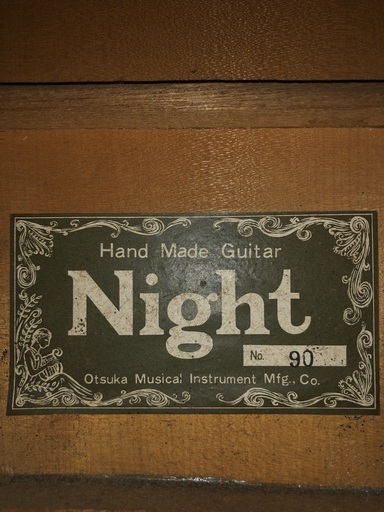 Hand Made Guitar
Night
No. 90
Otsuka Musical Instrument Mfg., Co.